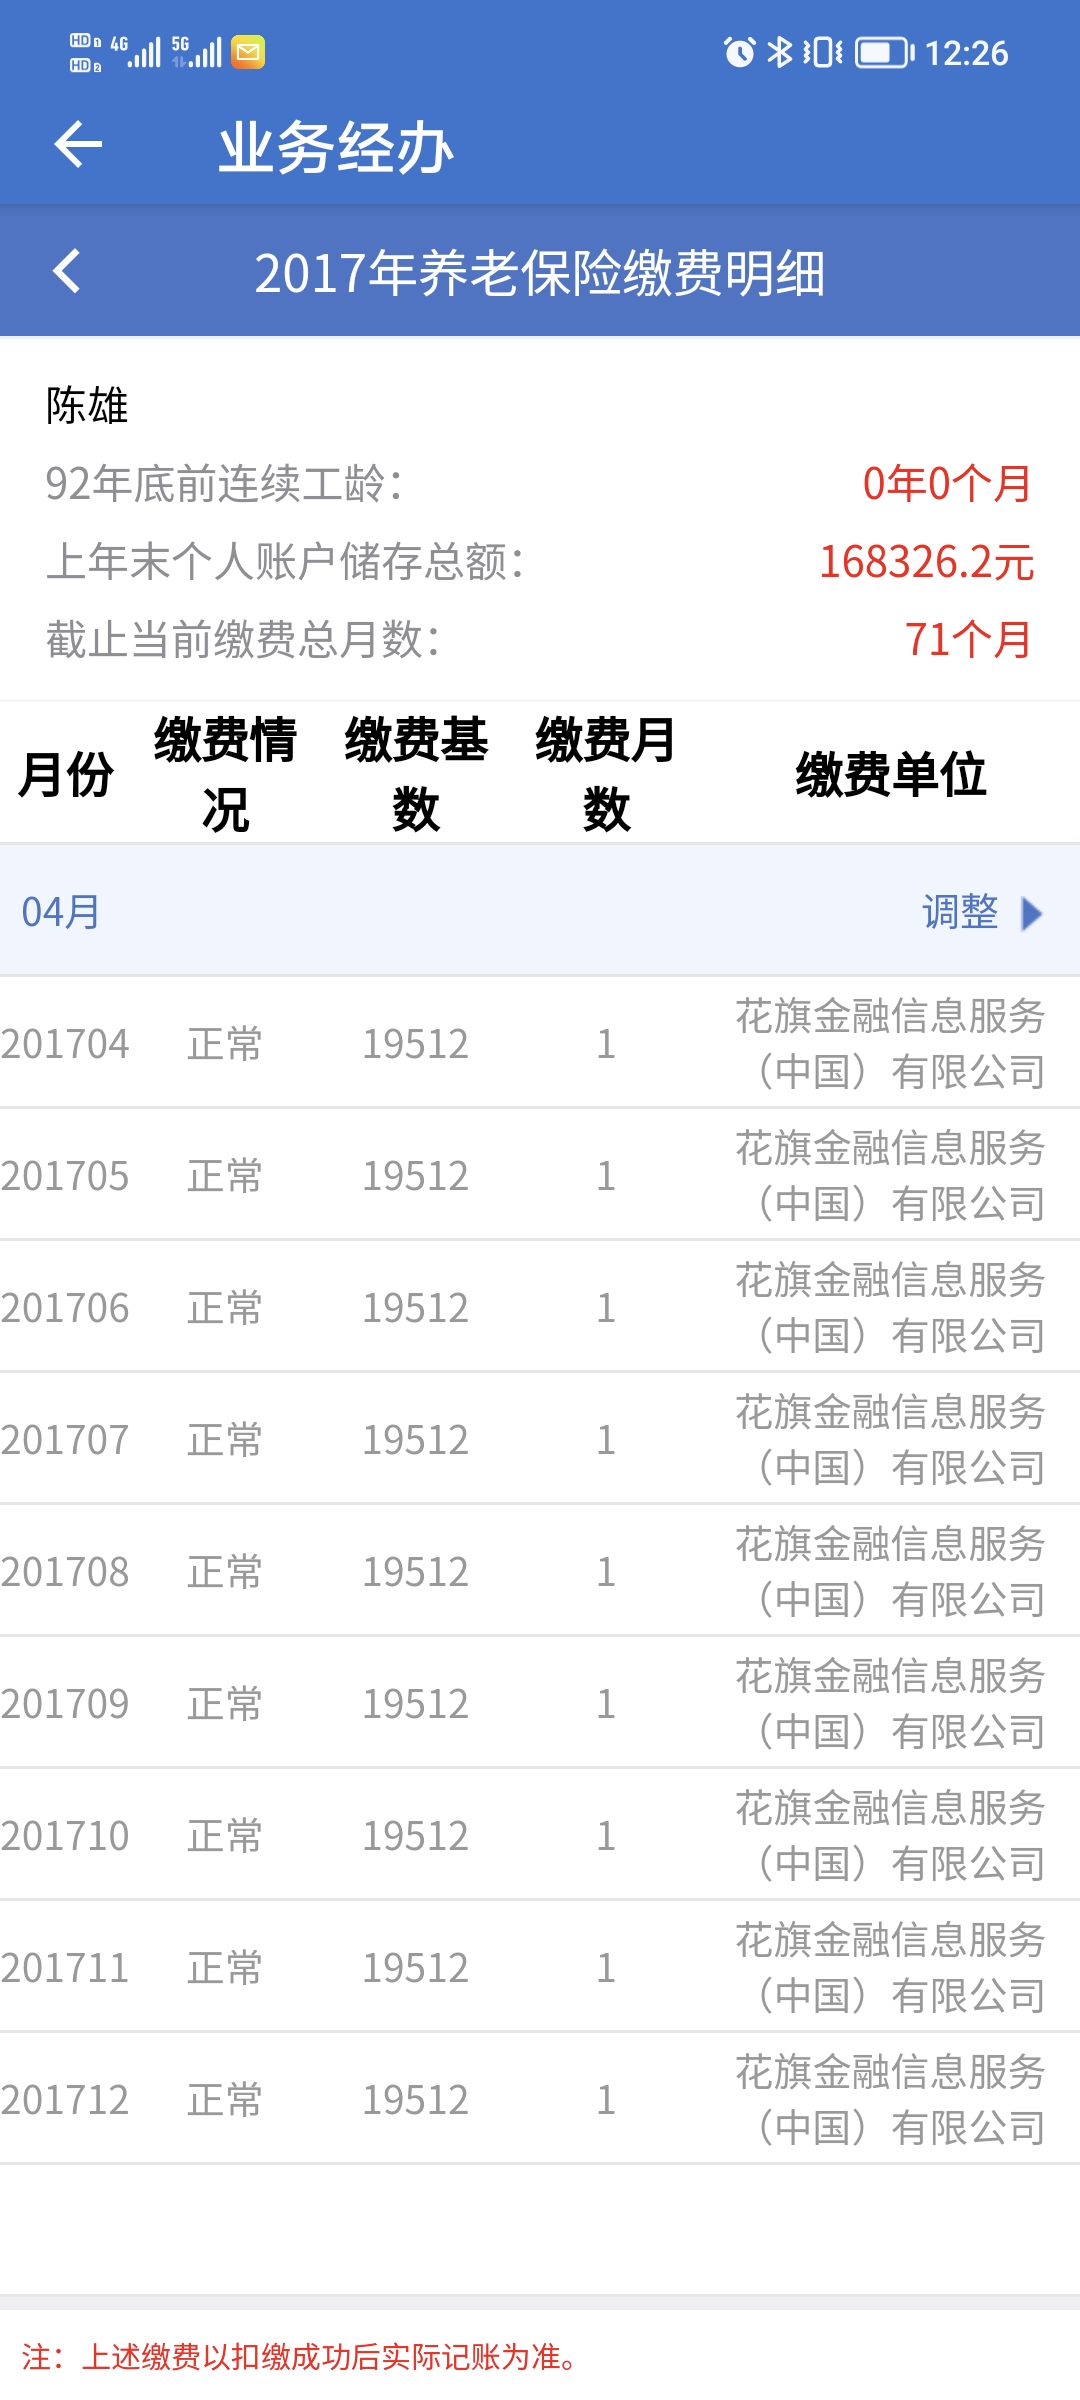 HD 1 4G 5G 12:26
HD 2
业务经办
2017年养老保险缴费明细
陈雄
92年底前连续工龄： 0年0个月
上年末个人账户储存总额： 168326.2元
截止当前缴费总月数： 71个月
月份 缴费情况 缴费基数 缴费月数 缴费单位
04月 调整
201704 正常 19512 1 花旗金融信息服务
（中国）有限公司
201705 正常 19512 1 花旗金融信息服务
（中国）有限公司
201706 正常 19512 1 花旗金融信息服务
（中国）有限公司
201707 正常 19512 1 花旗金融信息服务
（中国）有限公司
201708 正常 19512 1 花旗金融信息服务
（中国）有限公司
201709 正常 19512 1 花旗金融信息服务
（中国）有限公司
201710 正常 19512 1 花旗金融信息服务
（中国）有限公司
201711 正常 19512 1 花旗金融信息服务
（中国）有限公司
201712 正常 19512 1 花旗金融信息服务
（中国）有限公司
注：上述缴费以扣缴成功后实际记账为准。